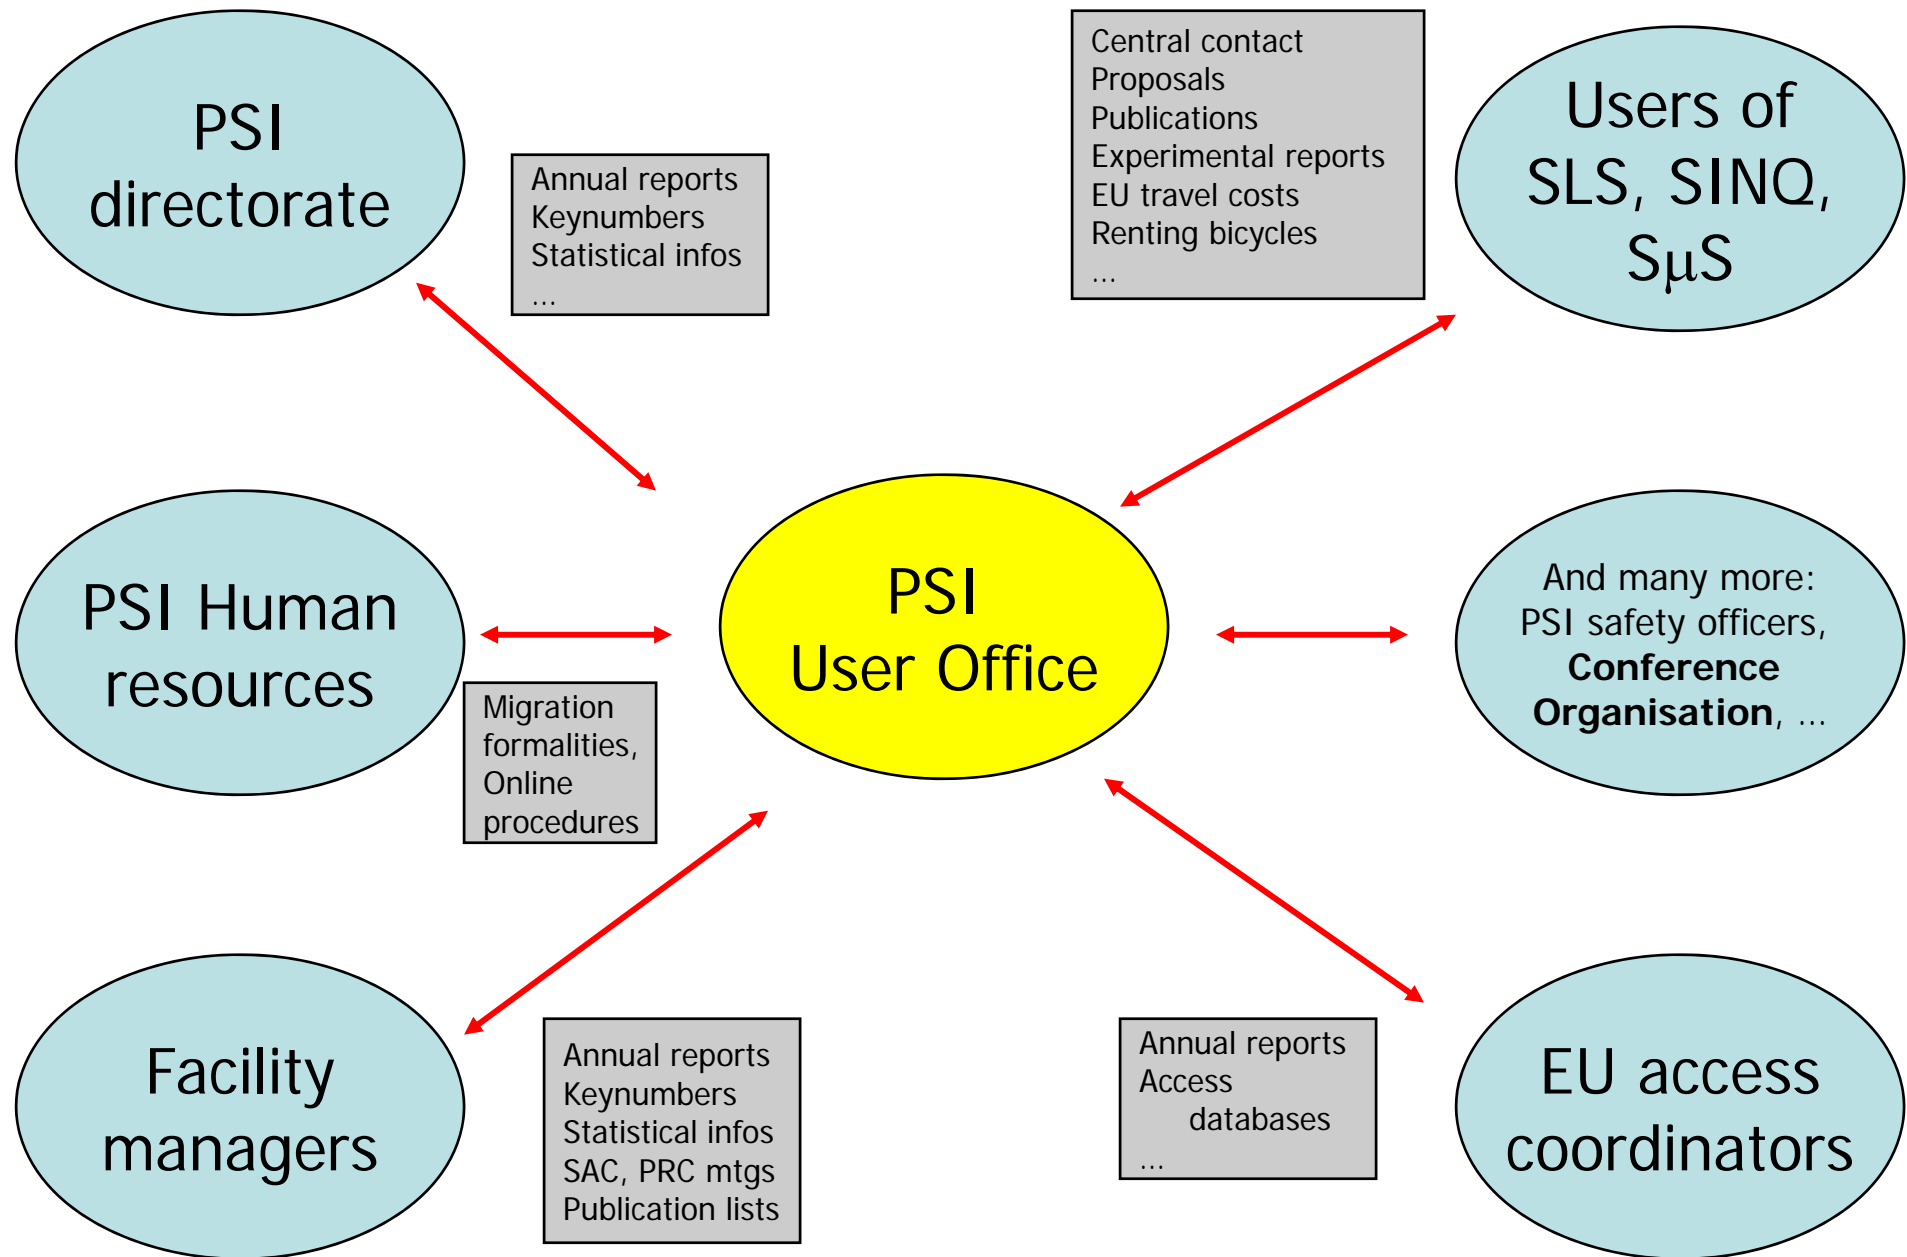 PSI
directorate
Annual reports
Keynumbers
Statistical infos
...
Central contact
Proposals
Publications
Experimental reports
EU travel costs
Renting bicycles
...
Users of
SLS, SINQ,
SμS
PSI Human
resources
Migration
formalities,
Online
procedures
PSI
User Office
And many more:
PSI safety officers,
Conference
Organisation, ...
Facility
managers
Annual reports
Keynumbers
Statistical infos
SAC, PRC mtgs
Publication lists
Annual reports
Access
databases
...
EU access
coordinators